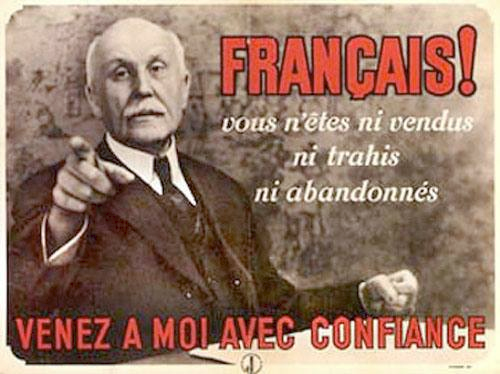 FRANÇAIS!
vous n'êtes ni vendus
ni trahis
ni abandonnés
VENEZ A MOI AVEC CONFIANCE